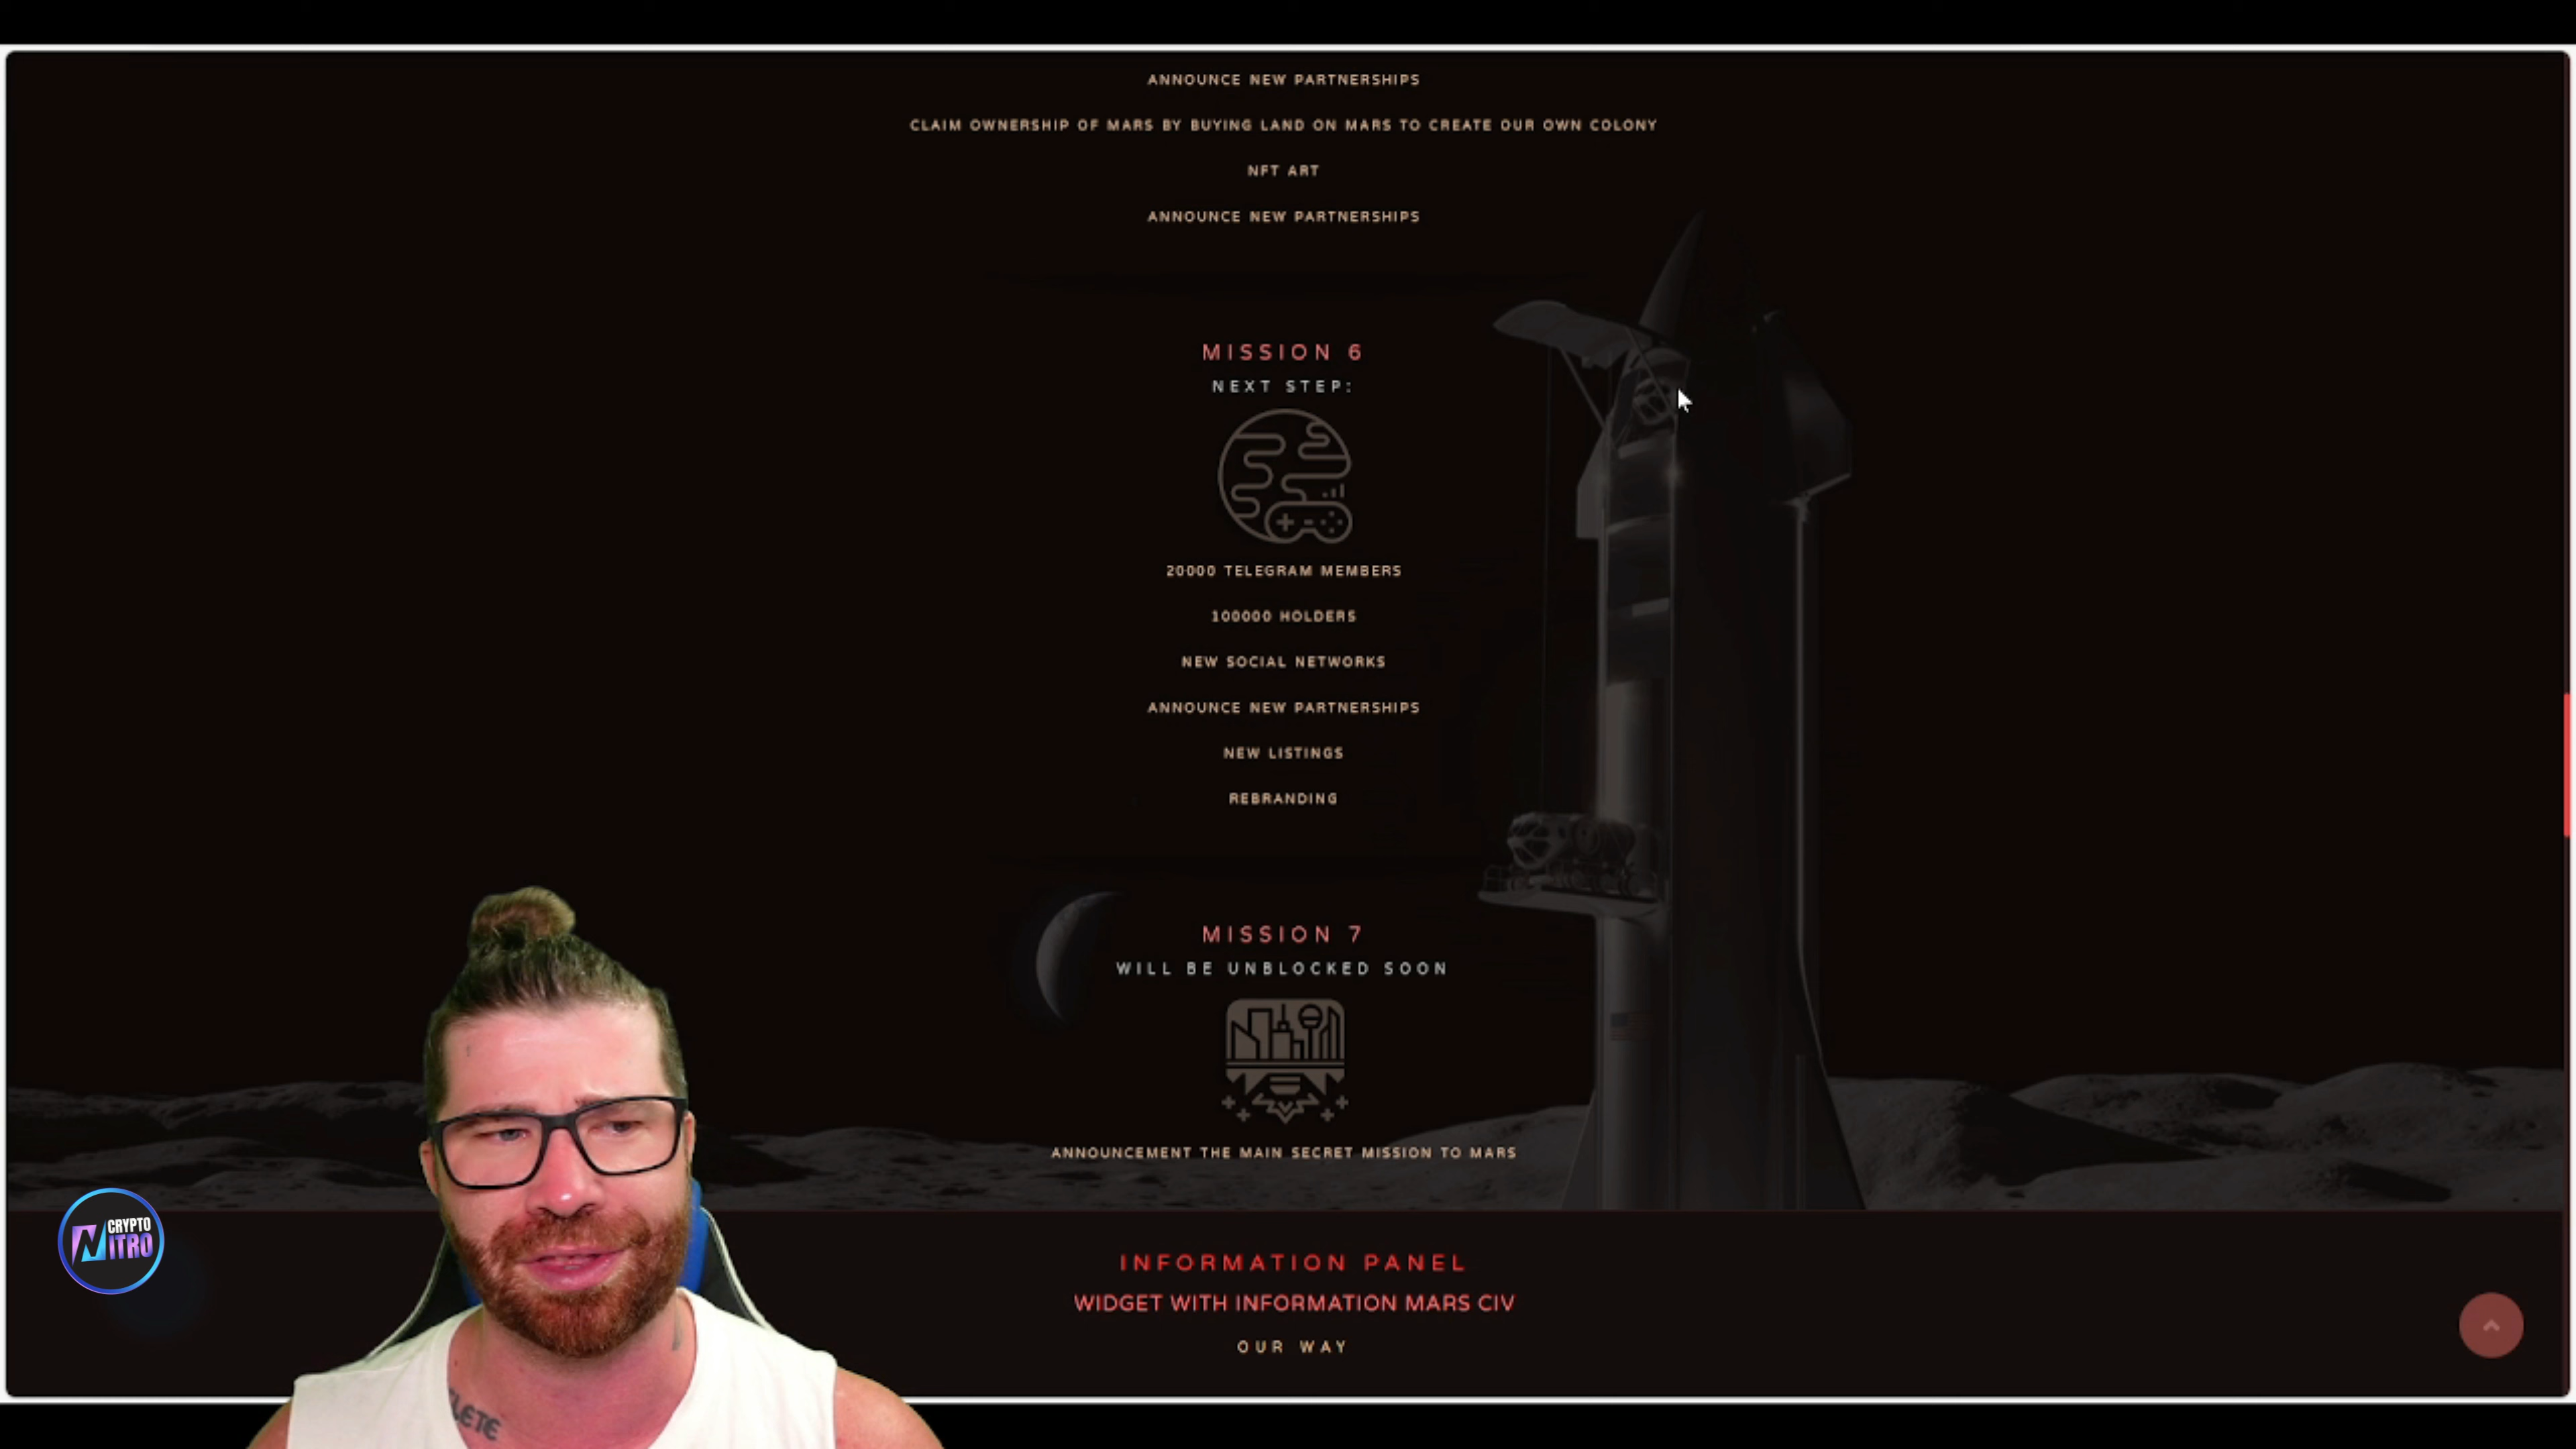 ANNOUNCE NEW PARTNERSHIPS
CLAIM OWNERSHIP OF MARS BY BUYING LAND ON MARS TO CREATE OUR OWN COLONY
NFT ART
ANNOUNCE NEW PARTNERSHIPS
MISSION 6
NEXT STEP:
20000 TELEGRAM MEMBERS
100000 HOLDERS
NEW SOCIAL NETWORKS
ANNOUNCE NEW PARTNERSHIPS
NEW LISTINGS
REBRANDING
MISSION 7
WILL BE UNBLOCKED SOON
ANNOUNCEMENT THE MAIN SECRET MISSION TO MARS
CRYPTO
NITRO
INFORMATION PANEL
WIDGET WITH INFORMATION MARS CIV
OUR WAY